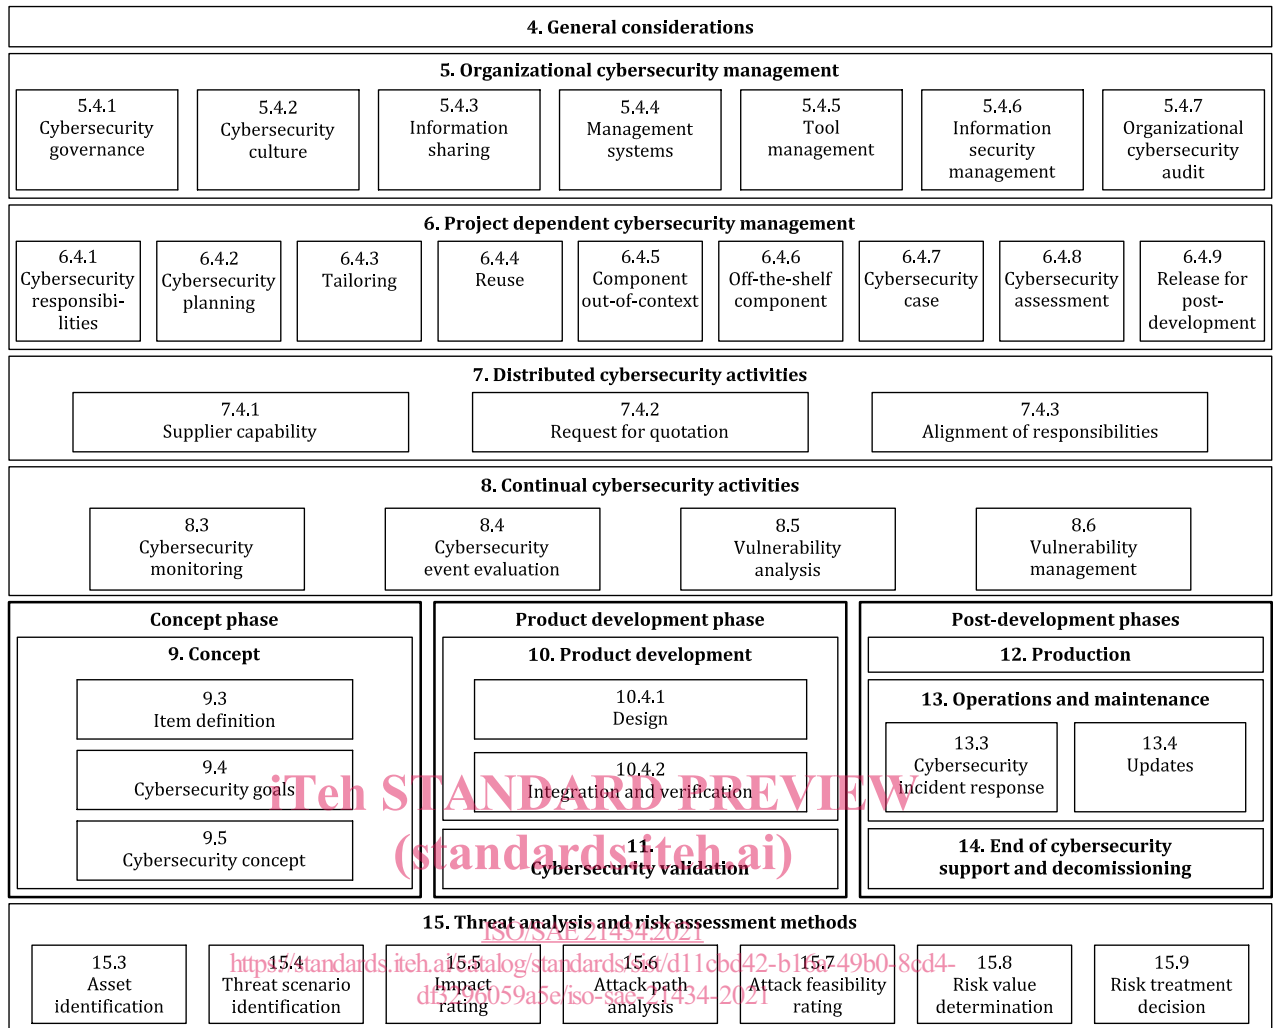 4. General considerations
5. Organizational cybersecurity management
5.4.1
Cybersecurity
governance
5.4.2
Cybersecurity
culture
5.4.3
Information
sharing
5.4.4
Management
systems
5.4.5
Tool
management
5.4.6
Information
security
management
5.4.7
Organizational
cybersecurity
audit
6. Project dependent cybersecurity management
6.4.1
Cybersecurity
responsibi-
lities
6.4.2
Cybersecurity
planning
6.4.3
Tailoring
6.4.4
Reuse
6.4.5
Component
out-of-context
6.4.6
Off-the-shelf
component
6.4.7
Cybersecurity
case
6.4.8
Cybersecurity
assessment
6.4.9
Release for
post-
development
7. Distributed cybersecurity activities
7.4.1
Supplier capability
7.4.2
Request for quotation
7.4.3
Alignment of responsibilities
8. Continual cybersecurity activities
8.3
Cybersecurity
monitoring
8.4
Cybersecurity
event evaluation
8.5
Vulnerability
analysis
8.6
Vulnerability
management
Concept phase
9. Concept
9.3
Item definition
9.4
Cybersecurity goals
9.5
Cybersecurity concept
Product development phase
10. Product development
10.4.1
Design
10.4.2
Integration and verification
11.
Cybersecurity validation
Post-development phases
12. Production
13. Operations and maintenance
13.3
Cybersecurity
incident response
13.4
Updates
14. End of cybersecurity
support and decomissioning
iTeh STANDARD PREVIEW
(standards.iteh.ai)
15. Threat analysis and risk assessment methods
15.3
Asset
identification
15.4
Threat scenario
identification
15.5
Impact
rating
15.6
Attack path
analysis
15.7
Attack feasibility
rating
15.8
Risk value
determination
15.9
Risk treatment
decision
ISO/SAE 21434:2021
df3296059a5e/iso-sae-21434-2021